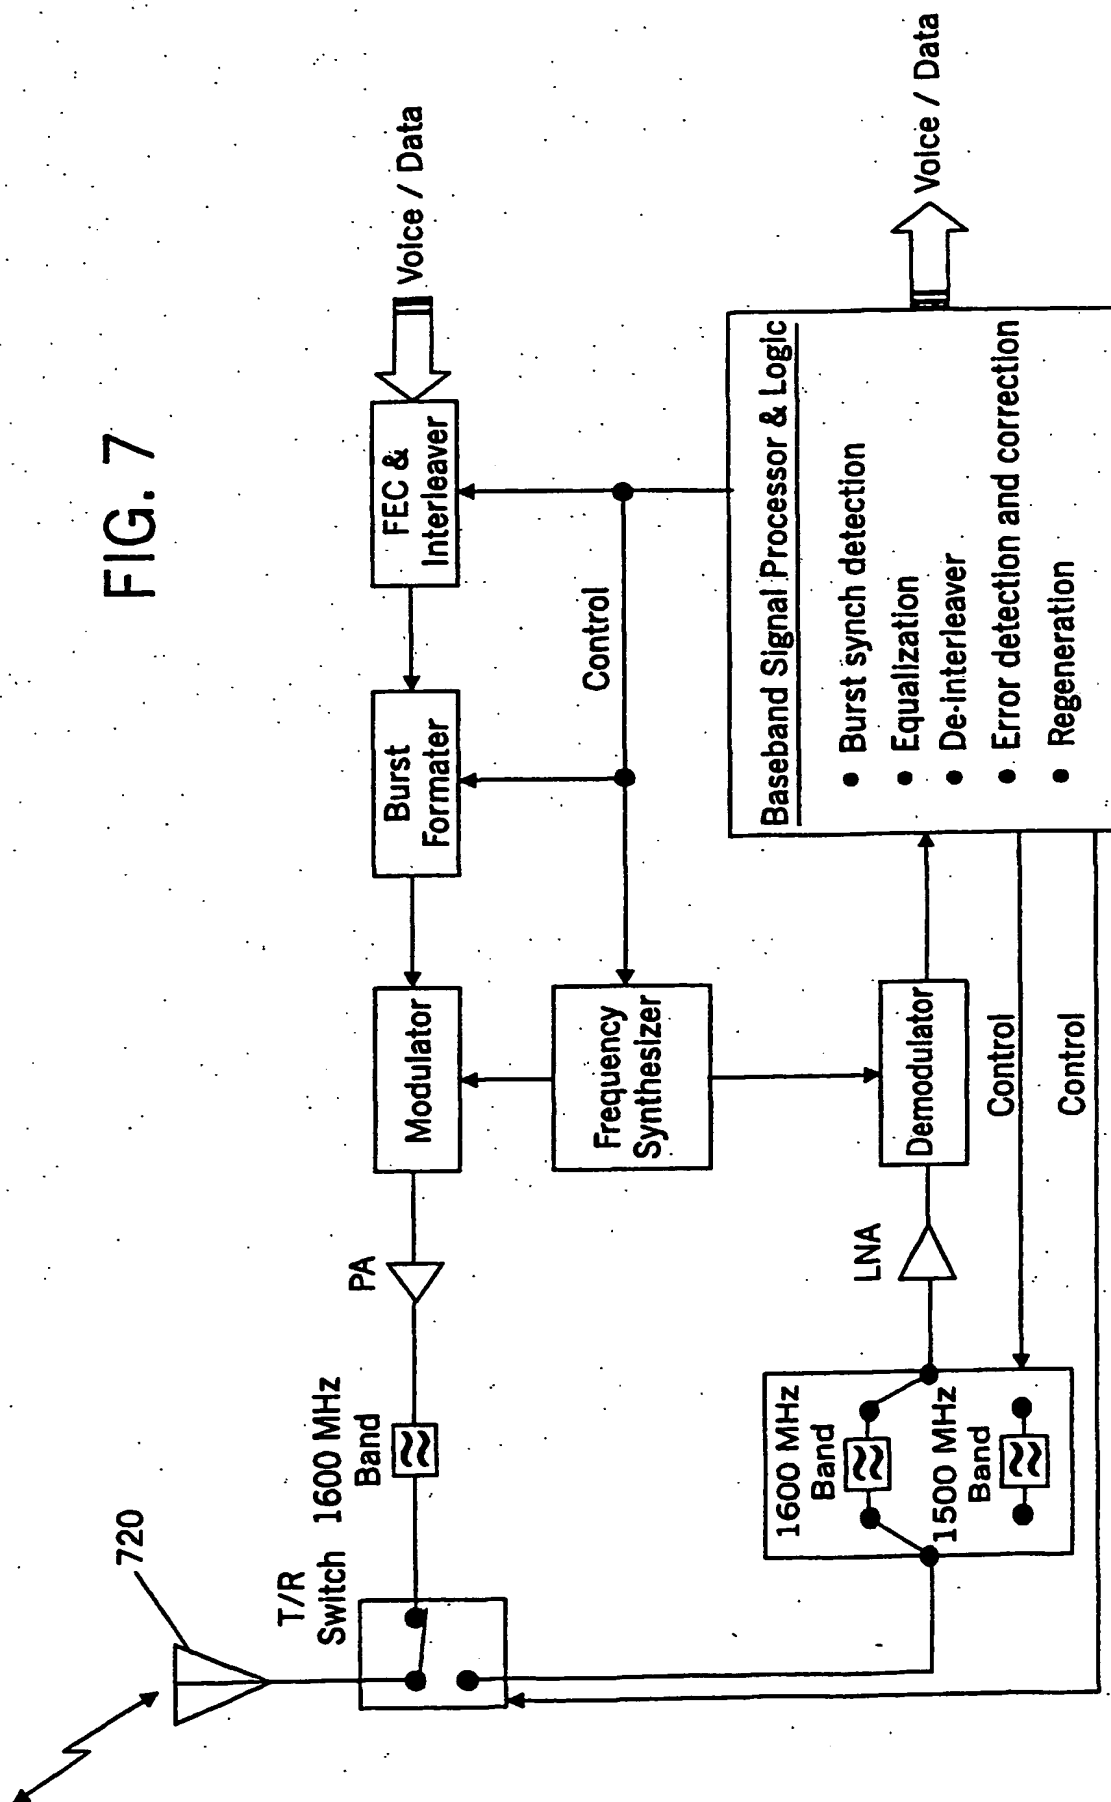 FIG. 7
720
T/R
Switch
1600 MHz
Band
PA
Modulator
Burst
Formater
FEC &
Interleaver
Voice / Data
Control
Frequency
Synthesizer
1600 MHz
Band
1500 MHz
Band
LNA
Demodulator
Control
Control
Baseband Signal Processor & Logic
● Burst synch detection
● Equalization
● De-interleaver
● Error detection and correction
● Regeneration
Voice / Data